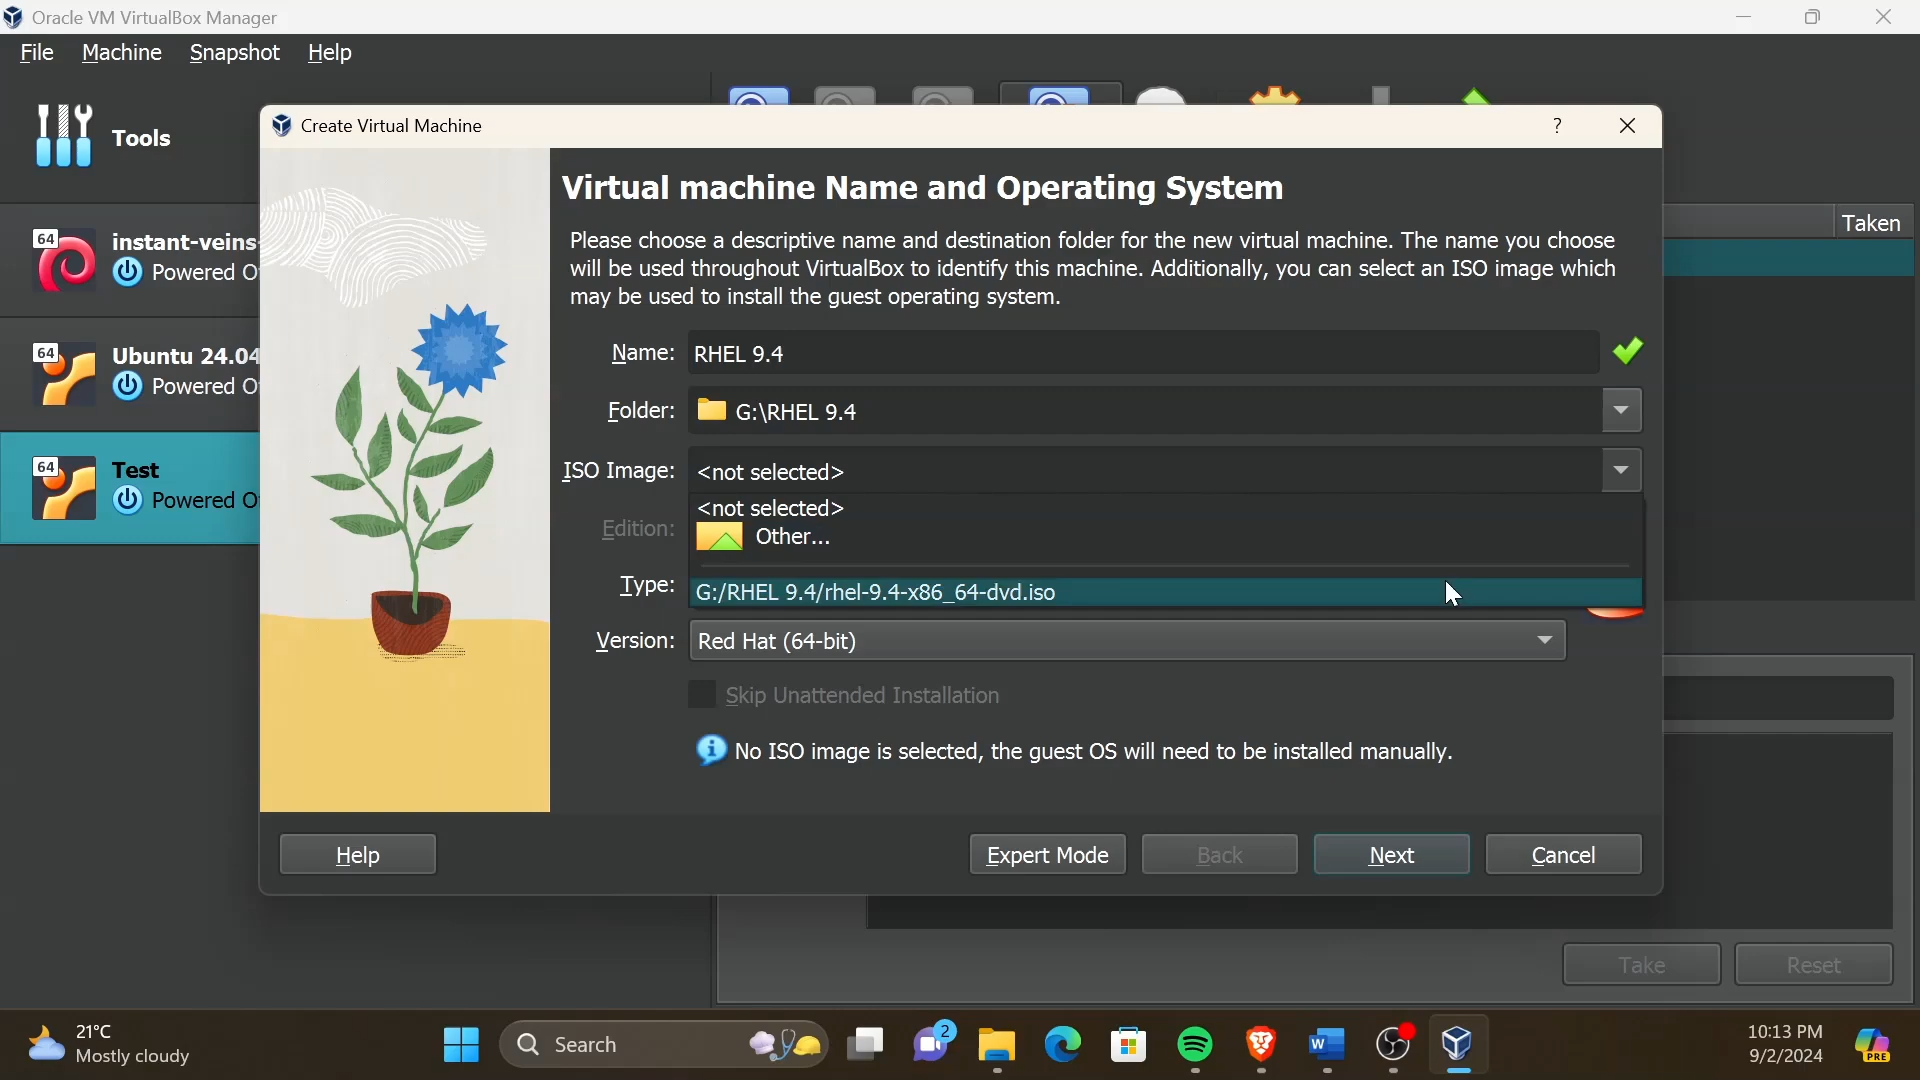 Oracle VM VirtualBox Manager
File Machine Snapshot Help
Tools
Create Virtual Machine
?
Virtual machine Name and Operating System
Please choose a descriptive name and destination folder for the new virtual machine. The name you choose
will be used throughout VirtualBox to identify this machine. Additionally, you can select an ISO image which
may be used to install the guest operating system.
Taken
64
instant-veins-
Powered
64
Ubuntu 24.04
Powered
64
Test
Powered
Name: RHEL 9.4
Folder: G:\RHEL 9.4
ISO Image: <not selected>
<not selected>
Edition:
Other...
Type:
G:/RHEL 9.4/rhel-9.4-x86_64-dvd.iso
Version: Red Hat (64-bit)
Skip Unattended Installation
No ISO image is selected, the guest OS will need to be installed manually.
Help Expert Mode Back Next Cancel
Take Reset
21°C
Mostly cloudy
Search
2
W
10:13 PM
9/2/2024
PRE